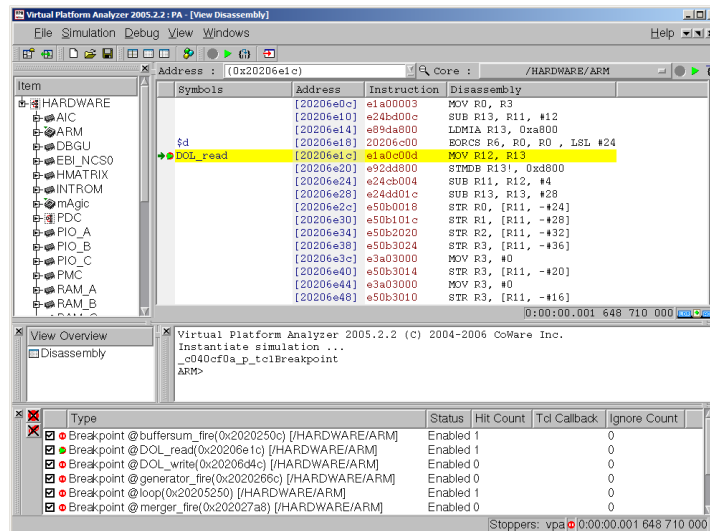 Virtual Platform Analyzer 2005.2.2 : PA - [View Disassembly]
File Simulation Debug View Windows Help
Address : (0x20206e1c) Core : /HARDWARE/ARM
Item
HARDWARE
AIC
ARM
DBGU
EBI_NCS0
HMATRIX
INTROM
mAgic
PDC
PIO_A
PIO_B
PIO_C
PMC
RAM_A
RAM_B
Symbols Address Instruction Disassembly
[20206e0c] e1a00003 MOV R0, R3
[20206e10] e24bd00c SUB R13, R11, #12
[20206e14] e89da800 LDMIA R13, 0xa800
$d [20206e18] 20206c00 EORCS R6, R0, R0 , LSL #24
DOL_read [20206e1c] e1a0c00d MOV R12, R13
[20206e20] e92dd800 STMDB R13!, 0xd800
[20206e24] e24cb004 SUB R11, R12, #4
[20206e28] e24dd01c SUB R13, R13, #28
[20206e2c] e50b0018 STR R0, [R11, -#24]
[20206e30] e50b101c STR R1, [R11, -#28]
[20206e34] e50b2020 STR R2, [R11, -#32]
[20206e38] e50b3024 STR R3, [R11, -#36]
[20206e3c] e3a03000 MOV R3, #0
[20206e40] e50b3014 STR R3, [R11, -#20]
[20206e44] e3a03000 MOV R3, #0
[20206e48] e50b3010 STR R3, [R11, -#16]
0:00:00.001 648 710 000
View Overview
Disassembly
Virtual Platform Analyzer 2005.2.2 (C) 2004-2006 CoWare Inc.
Instantiate simulation ...
_c040cf0a_p_tclBreakpoint
ARM>
Type Status Hit Count Tcl Callback Ignore Count
Breakpoint @buffersum_fire(0x2020250c) [/HARDWARE/ARM] Enabled 1 0
Breakpoint @DOL_read(0x20206e1c) [/HARDWARE/ARM] Enabled 1 0
Breakpoint @DOL_write(0x20206d4c) [/HARDWARE/ARM] Enabled 0 0
Breakpoint @generator_fire(0x2020266c) [/HARDWARE/ARM] Enabled 0 0
Breakpoint @loop(0x20205250) [/HARDWARE/ARM] Enabled 1 0
Breakpoint @merger_fire(0x202027a8) [/HARDWARE/ARM] Enabled 0 0
Stoppers: vpa 0:00:00.001 648 710 000